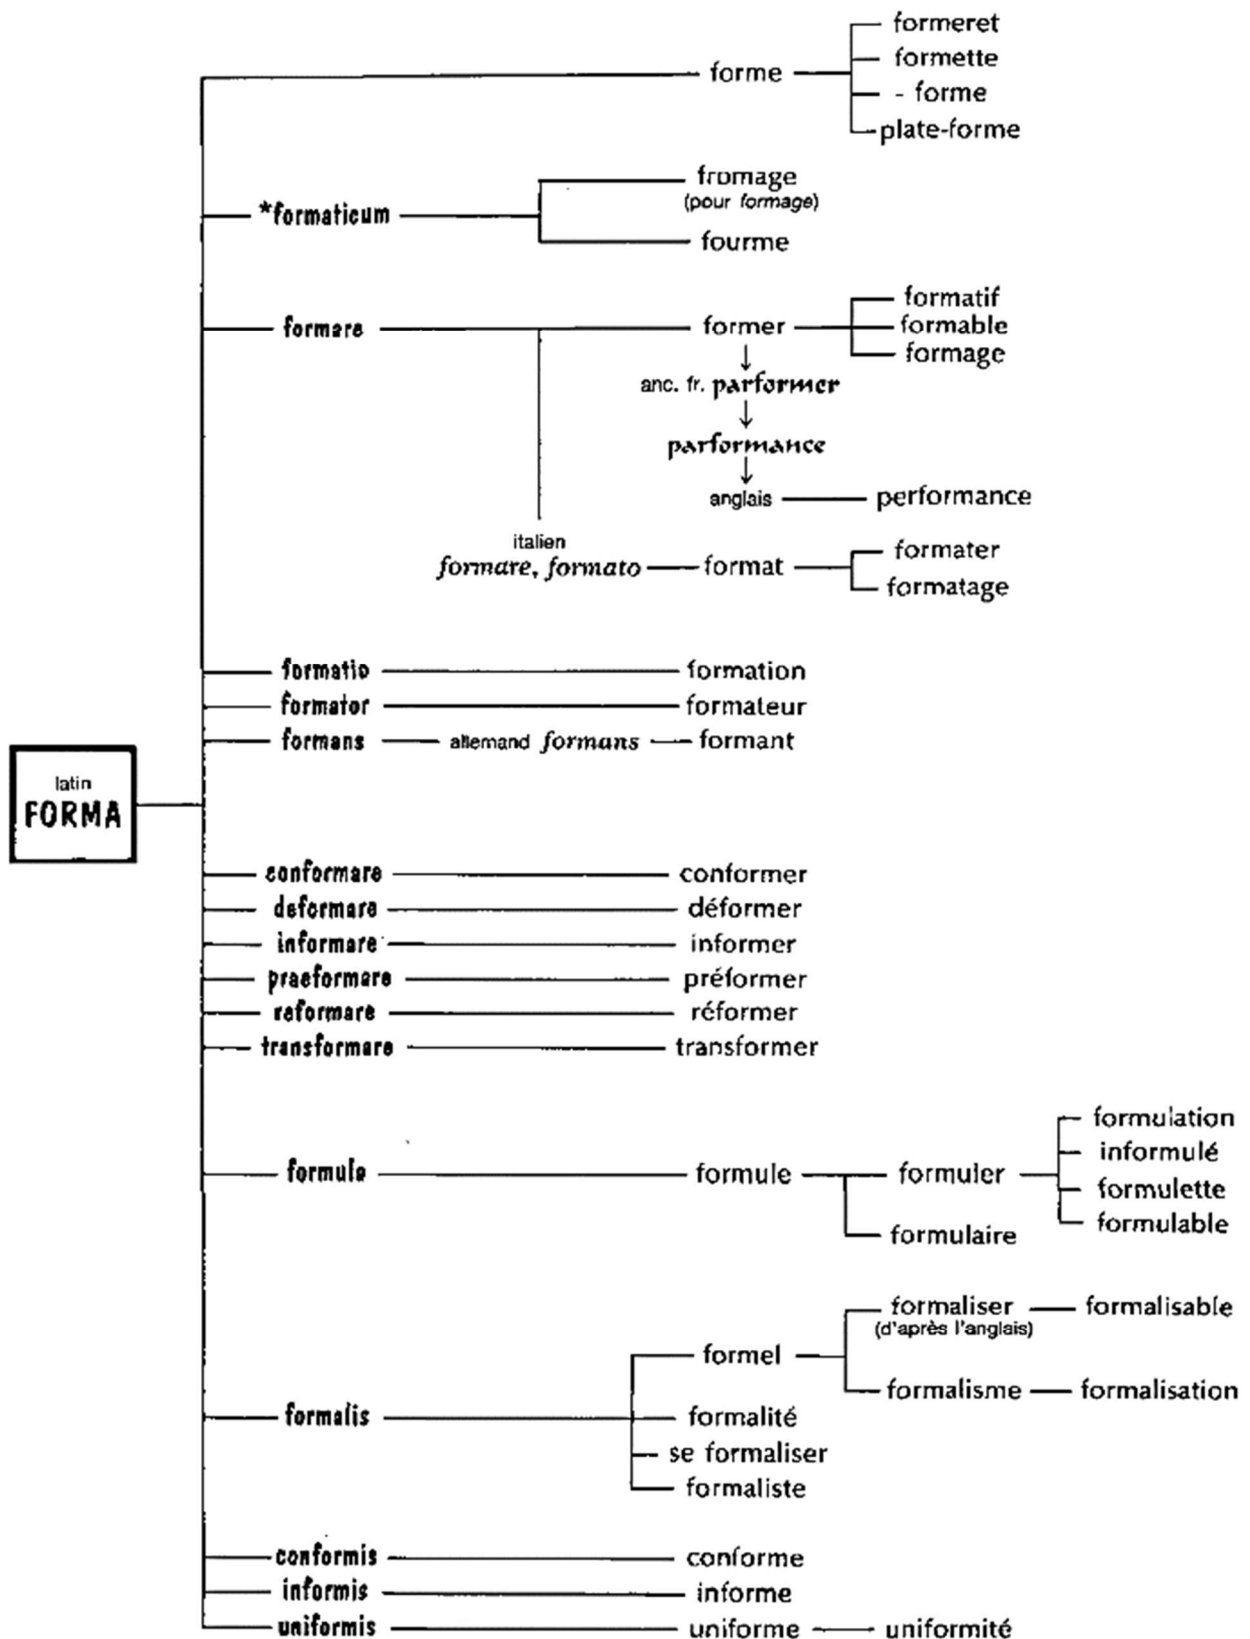 formeret
formette
forme
- forme
plate-forme
fromage
(pour formage)
*formaticum
fourme
formatif
formare
former
formable
formage
anc. fr. parformer
parformance
anglais
performance
italien
formare, formato
format
formater
formatage
formatio
formation
formator
formateur
formans
allemand formans
formant
latin
FORMA
conformare
conformer
deformare
déformer
informare
informer
praeformare
préformer
reformare
réformer
transformare
transformer
formulation
informulé
formule
formule
formuler
formulette
formulable
formulaire
formaliser
formalisable
(d'après l'anglais)
formel
formalisme
formalisation
formalis
formalité
se formaliser
formaliste
conformis
conforme
informis
informe
uniformis
uniforme
uniformité